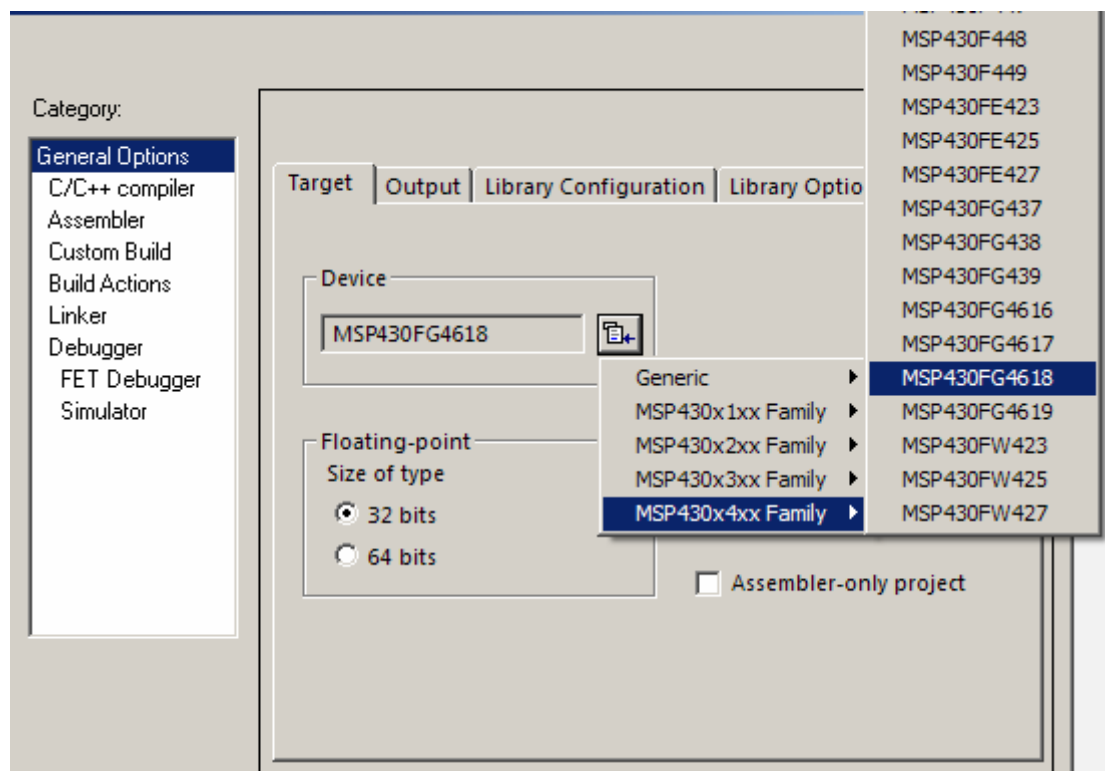 Category:
General Options
C/C++ compiler
Assembler
Custom Build
Build Actions
Linker
Debugger
FET Debugger
Simulator
Target
Output
Library Configuration
Library Optio
Device
MSP430FG4618
Floating-point
Size of type
32 bits
64 bits
Assembler-only project
Generic
MSP430x1xx Family
MSP430x2xx Family
MSP430x3xx Family
MSP430x4xx Family
MSP430F448
MSP430F449
MSP430FE423
MSP430FE425
MSP430FE427
MSP430FG437
MSP430FG438
MSP430FG439
MSP430FG4616
MSP430FG4617
MSP430FG4618
MSP430FG4619
MSP430FW423
MSP430FW425
MSP430FW427